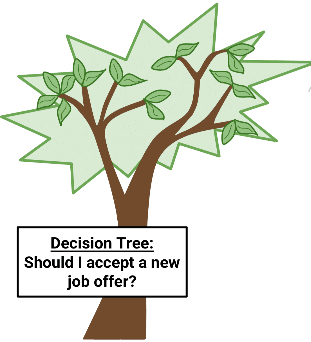 Decision Tree:
Should I accept a new
job offer?